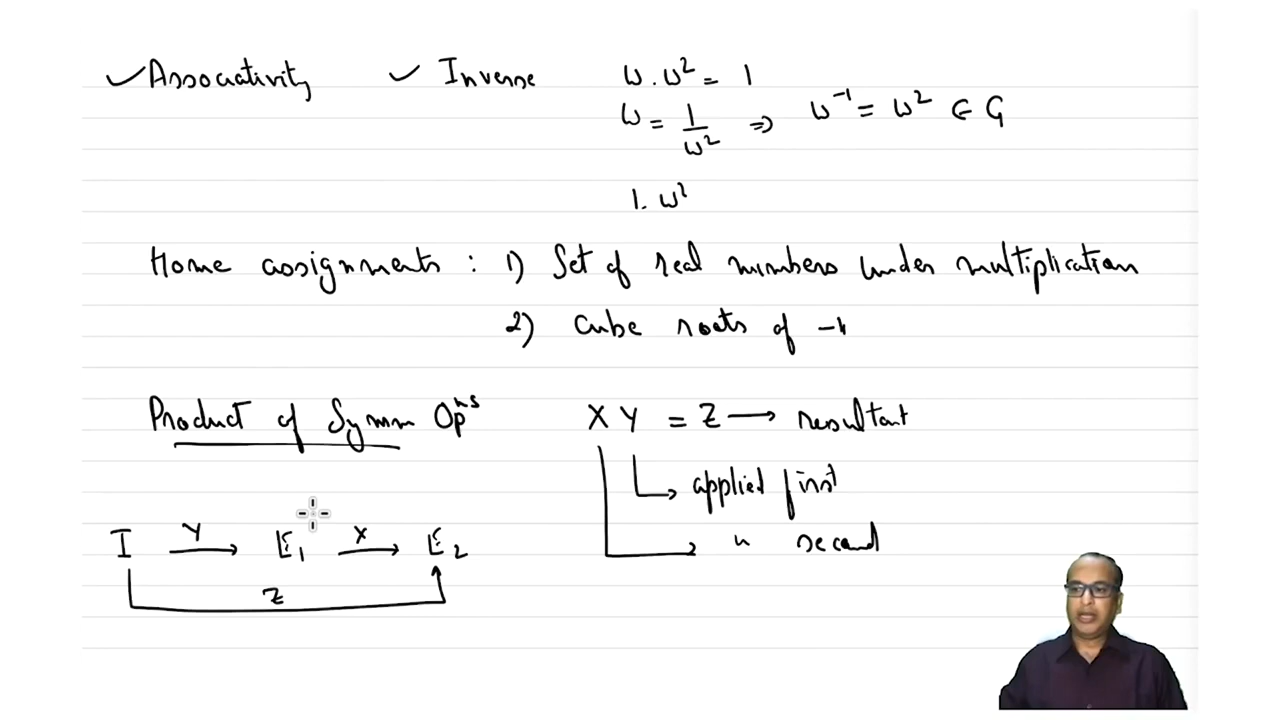 ✓Associativity ✓ Inverse ω.ω² = 1
ω = 1/ω² ⇒ ω⁻¹ = ω² ∈ G
1. ω²
Home assignments : 1) Set of real numbers under multiplication
2) Cube roots of -1
Product of Symm Opⁿˢ X Y = Z → resultant
applied first
I Y→ E₁ X→ E₂ " second
Z